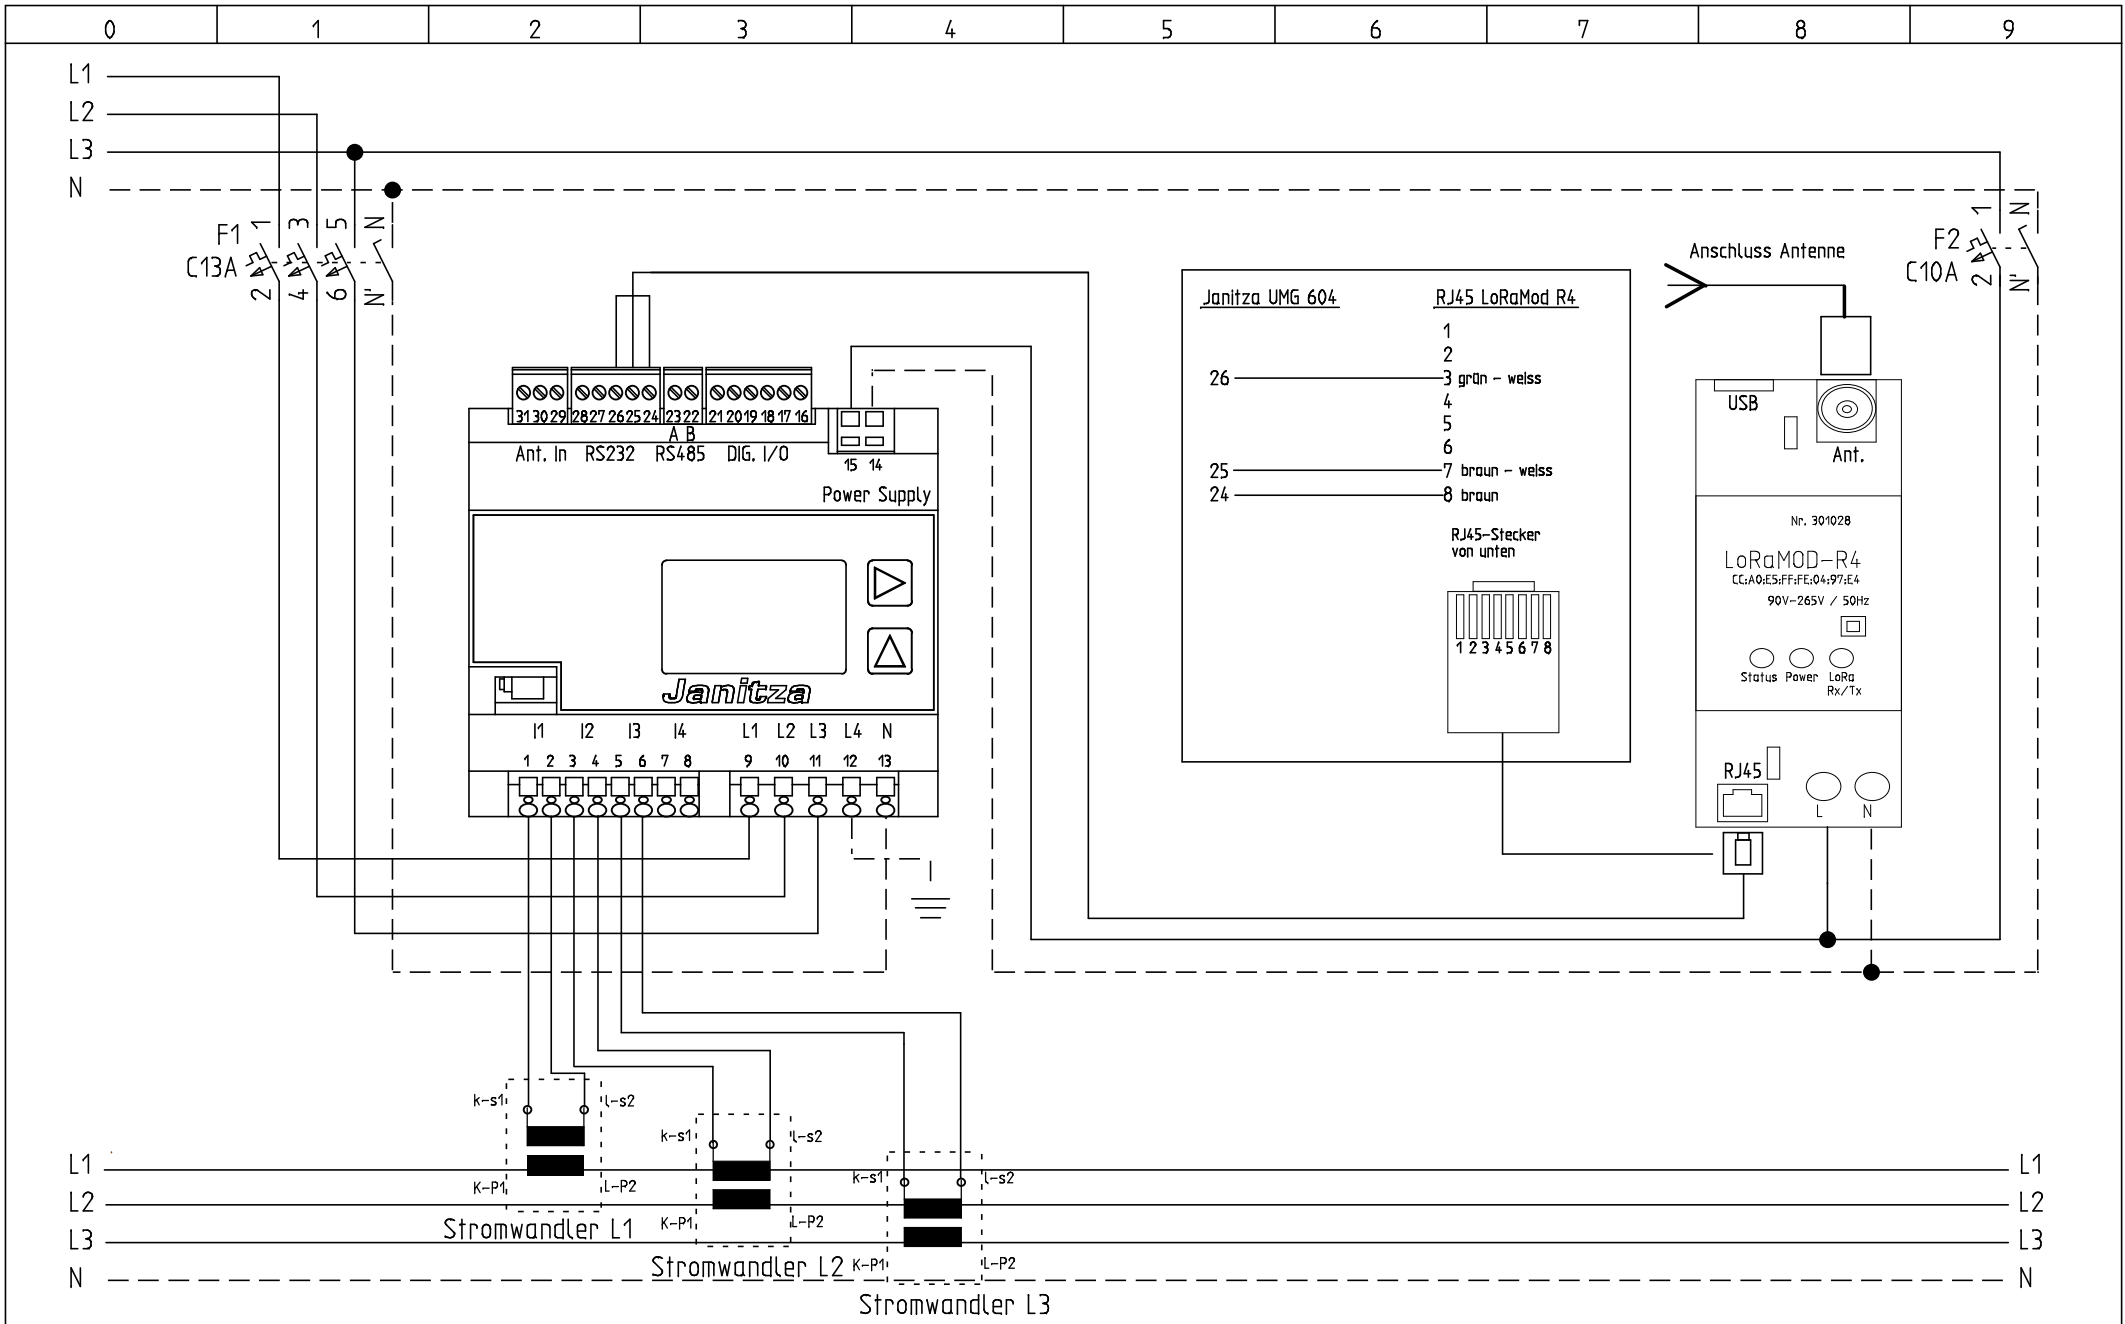 0 1 2 3 4 5 6 7 8 9
L1
L2
L3
N
F1 1 3 5 N
C13A
2 4 6 N'
F2 1 N
C10A
2 N'
Anschluss Antenne
Janitza UMG 604 RJ45 LoRaMod R4
1
2
26 3 grün - weiss
4
5
6
25 7 braun - weiss
24 8 braun
RJ45-Stecker
von unten
1 2 3 4 5 6 7 8
31 30 29 28 27 26 25 24 23 22 21 20 19 18 17 16
A B
Ant. In RS232 RS485 DIG. I/O
15 14
Power Supply
Janitza
I1 I2 I3 I4 L1 L2 L3 L4 N
1 2 3 4 5 6 7 8 9 10 11 12 13
USB
Ant.
Nr. 301028
LoRaMOD-R4
CC:A0:E5:FF:FE:04:97:E4
90V-265V / 50Hz
Status Power LoRa
Rx/Tx
RJ45
L N
k-s1 l-s2
K-P1 L-P2
Stromwandler L1
k-s1 l-s2
K-P1 L-P2
Stromwandler L2
k-s1 l-s2
K-P1 L-P2
Stromwandler L3
L1 L1
L2 L2
L3 L3
N N